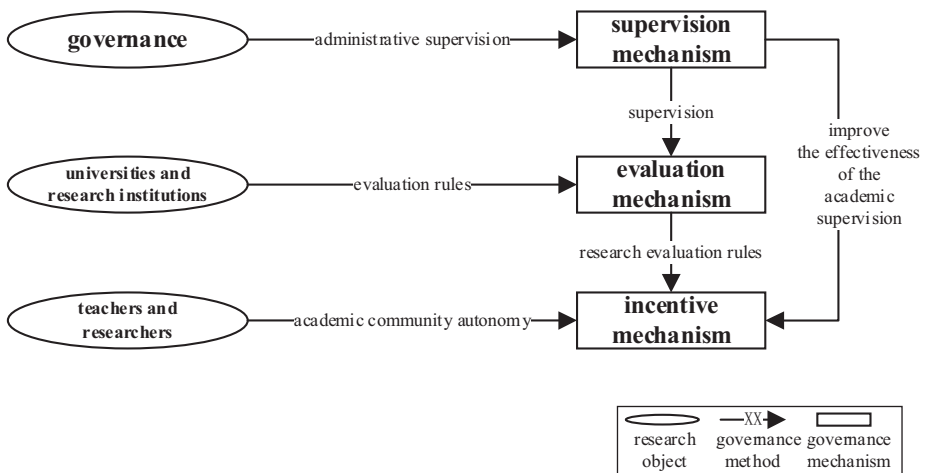 governance
administrative supervision
supervision
mechanism
supervision
improve
the effectiveness
of the
academic
supervision
universities and
research institutions
evaluation rules
evaluation
mechanism
research evaluation rules
teachers and
researchers
academic community autonomy
incentive
mechanism
XX
research
object
governance
method
governance
mechanism